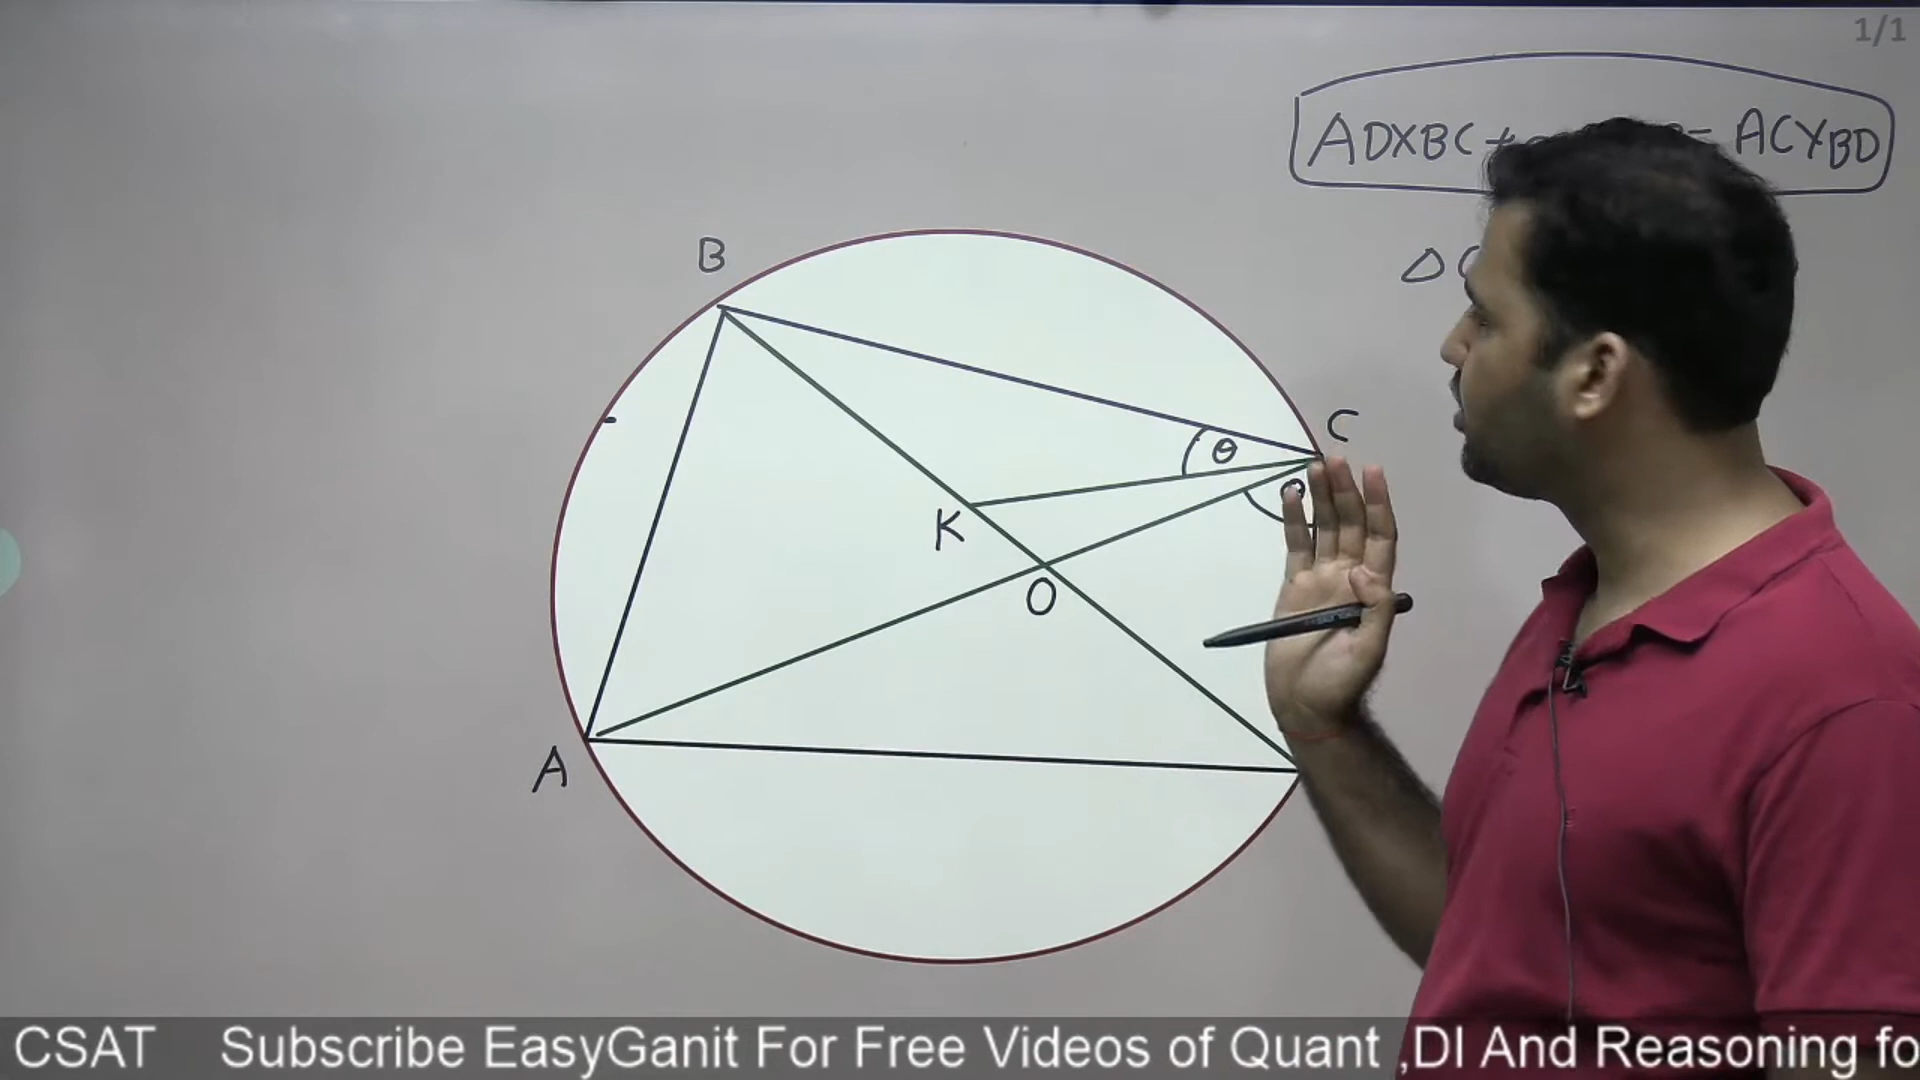 1/1
ADXBC + = ACXBD
Δ
B
θ
C
K
O
A
CSAT Subscribe EasyGanit For Free Videos of Quant ,DI And Reasoning fo